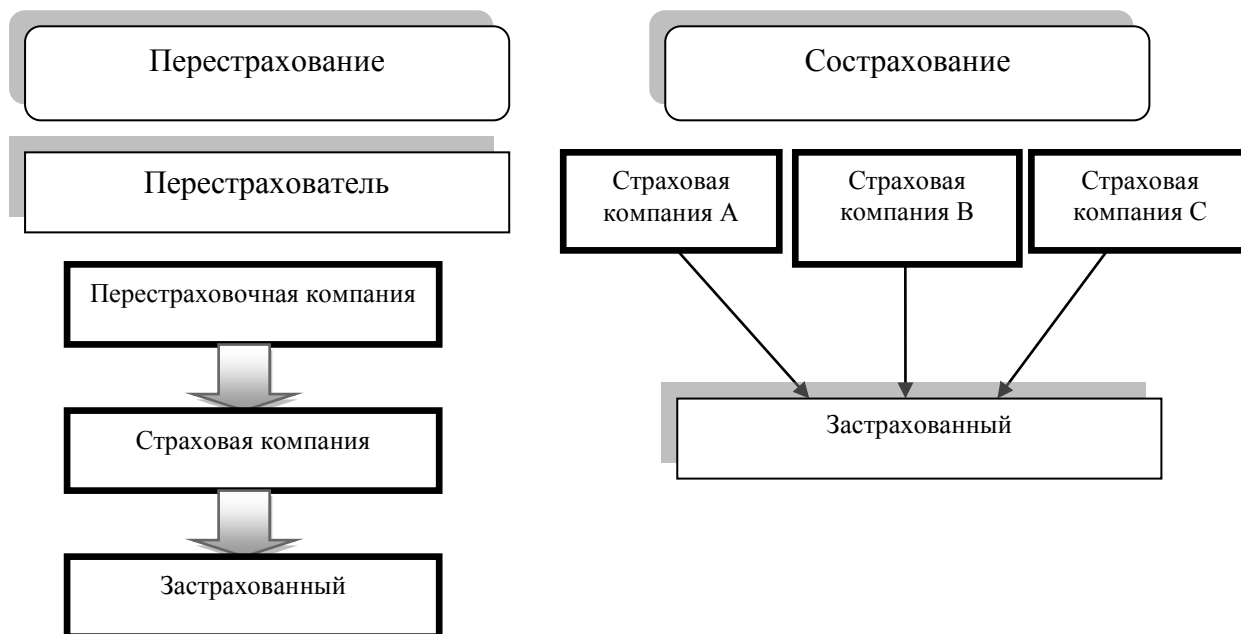 Перестрахование
Перестрахователь
Перестраховочная компания
Страховая компания
Застрахованный
Сострахование
Страховая
компания А
Страховая
компания В
Страховая
компания С
Застрахованный